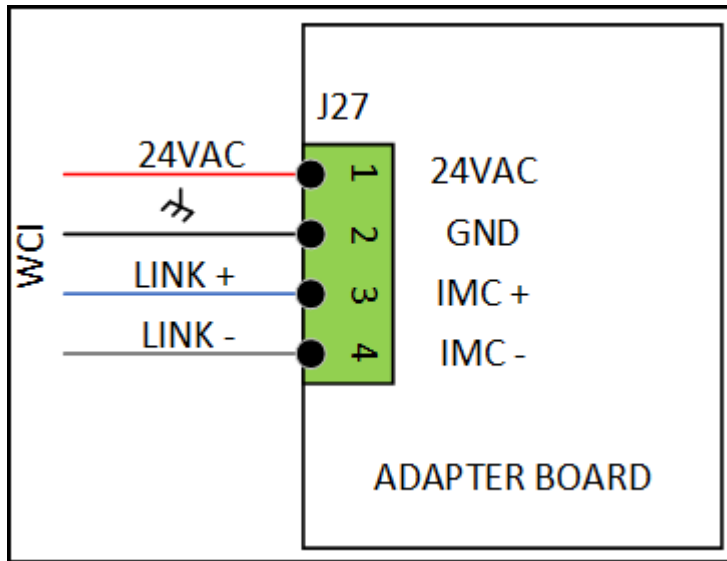 J27
24VAC 1 24VAC
2 GND
WCI
LINK + 3 IMC +
LINK - 4 IMC -
ADAPTER BOARD